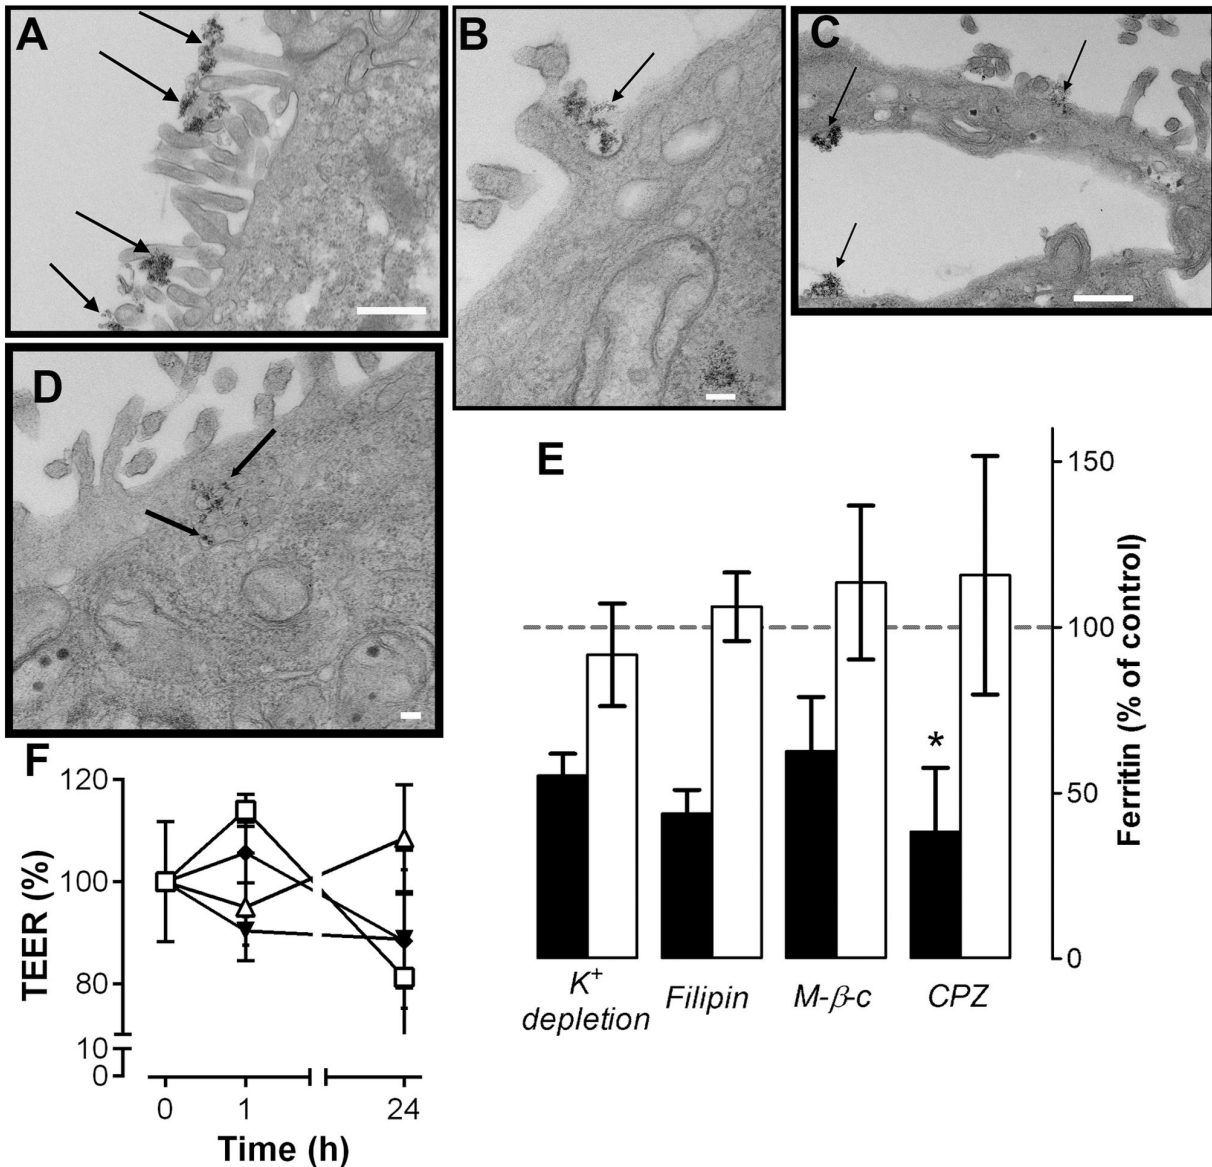 A
B
C
D
E
150
100
50
0
Ferritin (% of control)
*
K+
depletion
Filipin
M-β-c
CPZ
F
120
100
80
10
0
TEER (%)
0
1
24
Time (h)